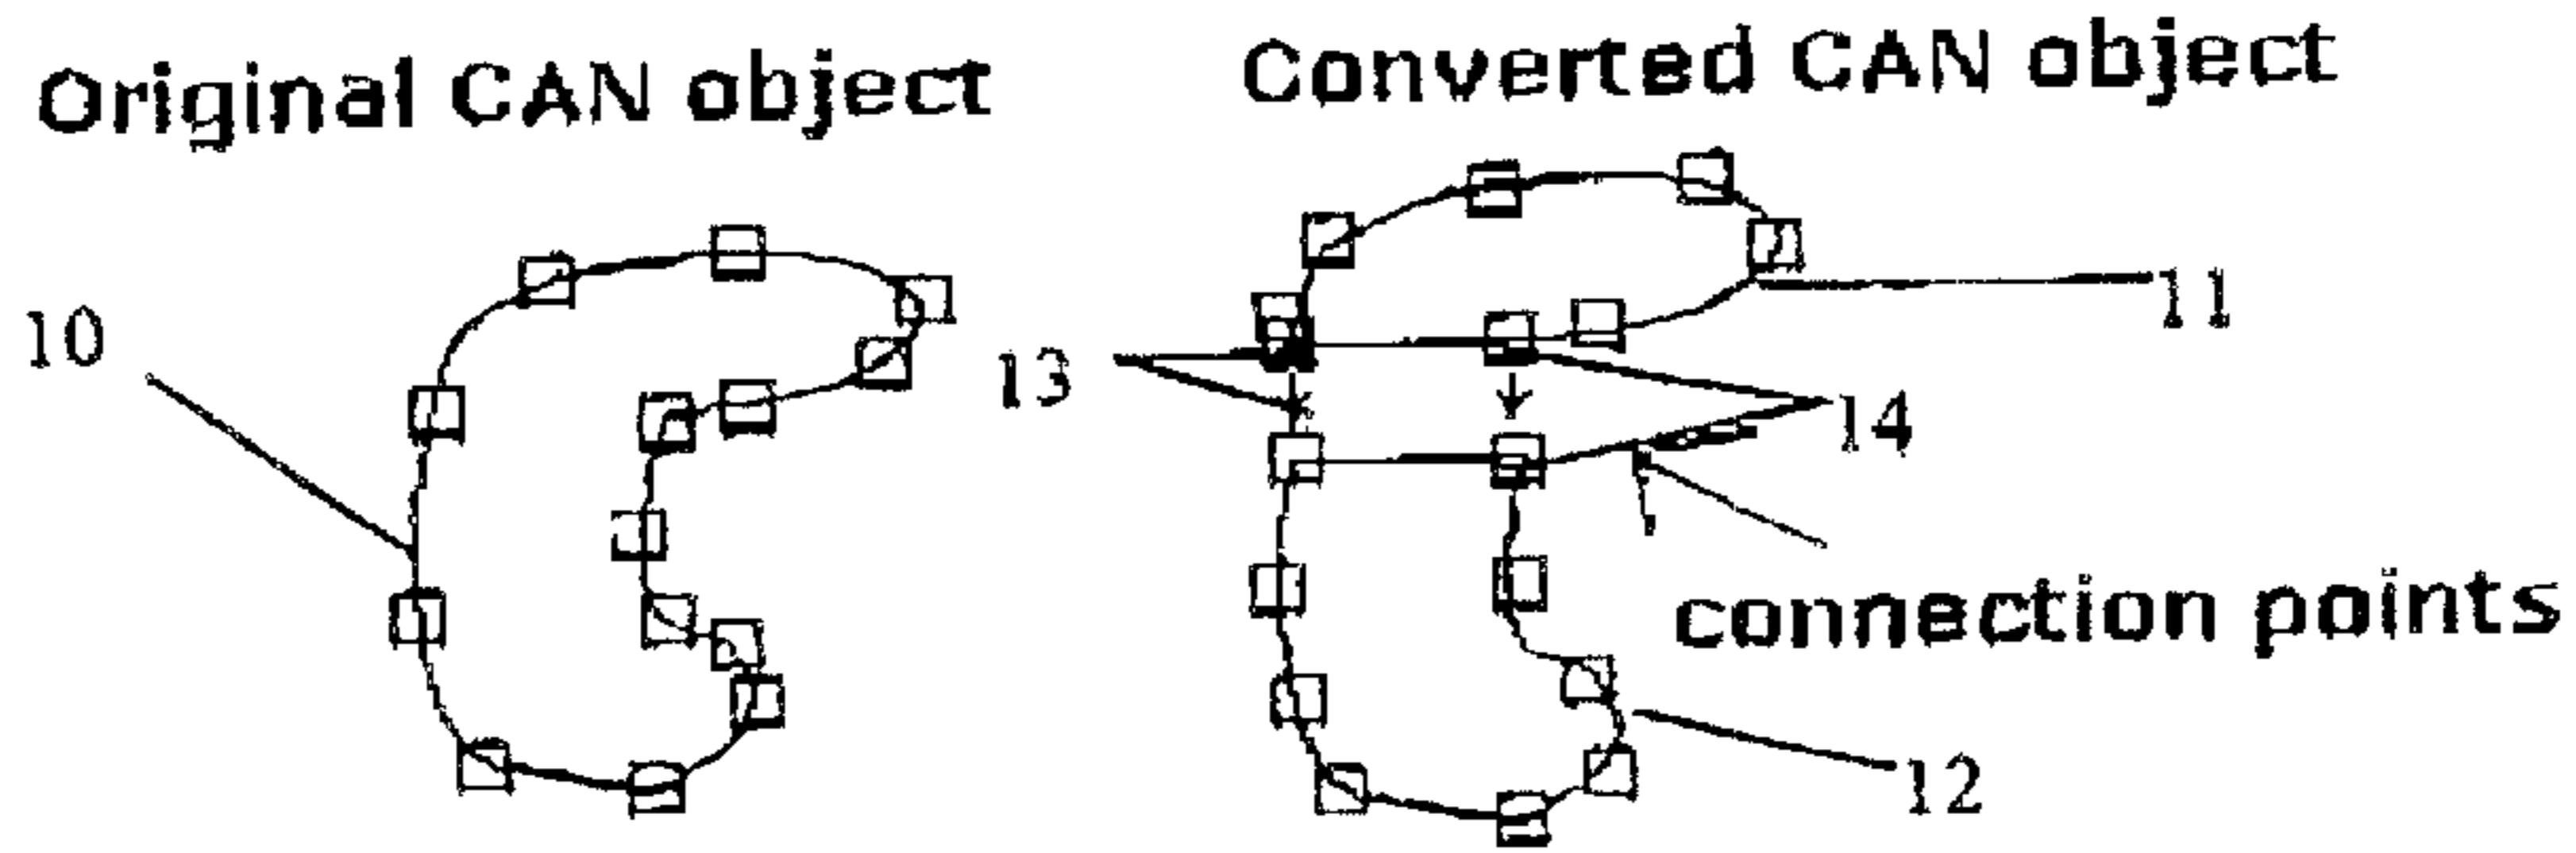 Original CAN object
Converted CAN object
10
11
13
14
connection points
12